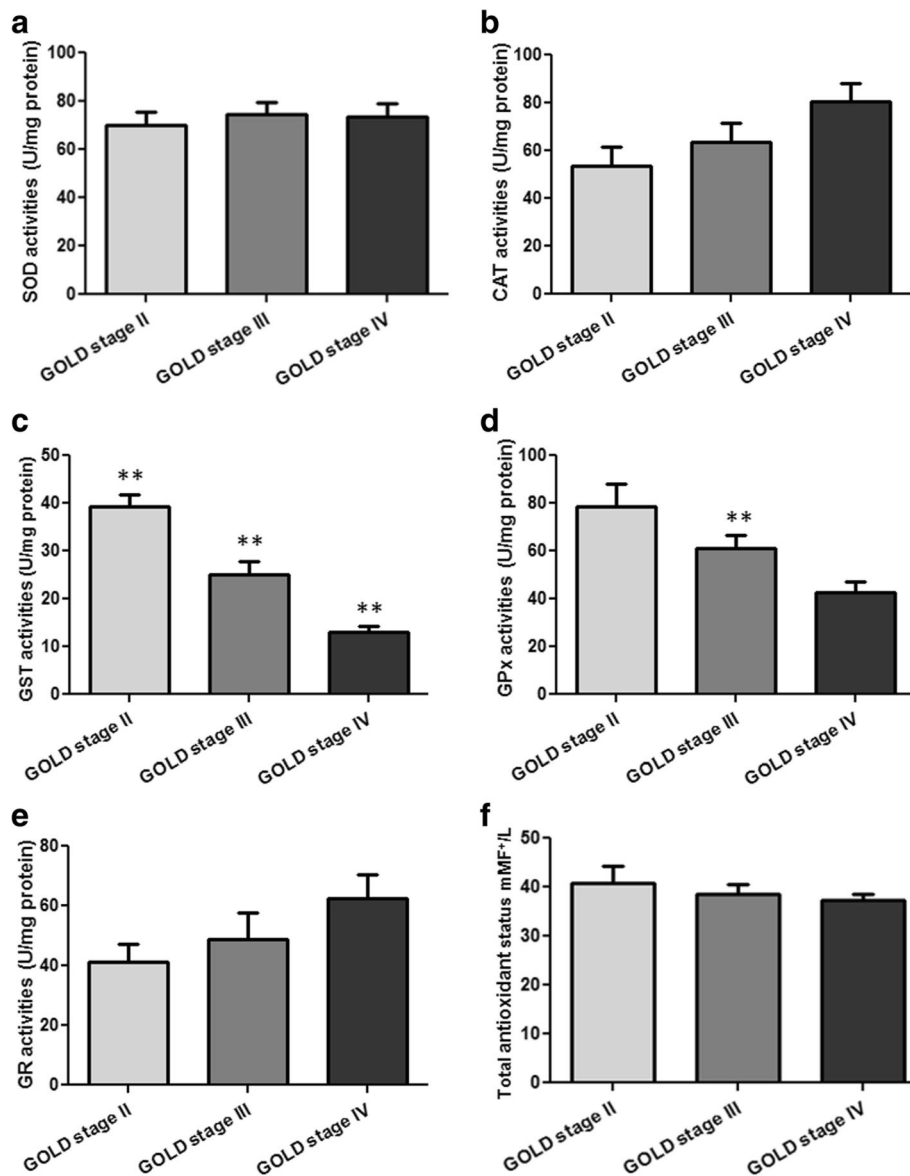 a
SOD activities (U/mg protein)
100
80
60
40
20
0
GOLD stage II
GOLD stage III
GOLD stage IV
b
CAT activities (U/mg protein)
100
80
60
40
20
0
GOLD stage II
GOLD stage III
GOLD stage IV
c
GST activities (U/mg protein)
50
40
30
20
10
0
**
**
**
GOLD stage II
GOLD stage III
GOLD stage IV
d
GPx activities (U/mg protein)
100
80
60
40
20
0
**
GOLD stage II
GOLD stage III
GOLD stage IV
e
GR activities (U/mg protein)
80
60
40
20
0
GOLD stage II
GOLD stage III
GOLD stage IV
f
Total antioxidant status mMF⁺/L
50
40
30
20
10
0
GOLD stage II
GOLD stage III
GOLD stage IV